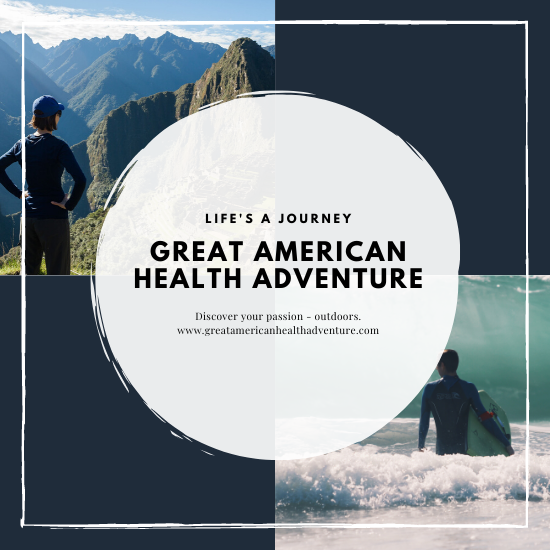 LIFE'S A JOURNEY
GREAT AMERICAN
HEALTH ADVENTURE
Discover your passion - outdoors.
www.greatamericanhealthadventure.com